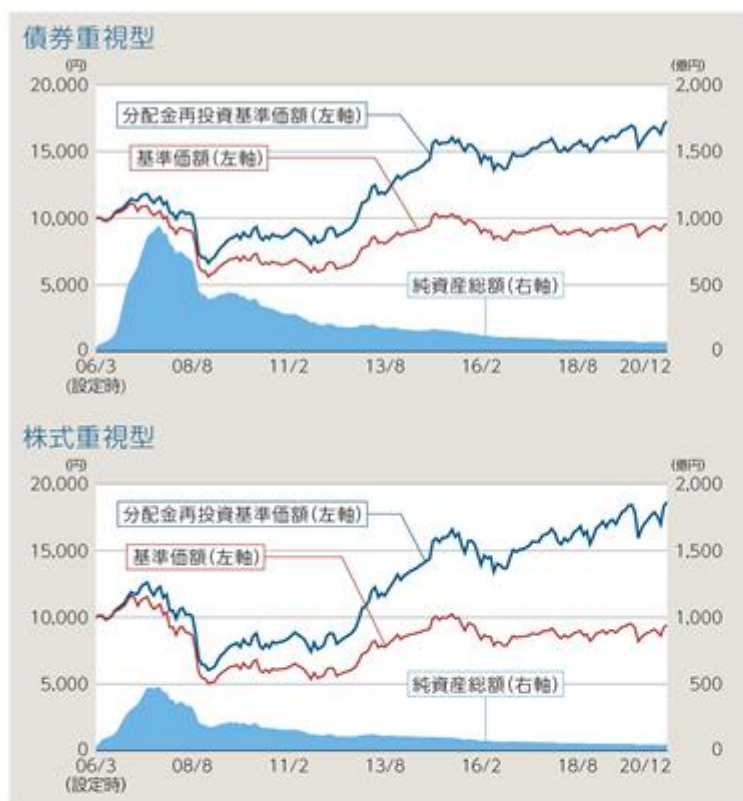 債券重視型
(円) (億円)
20,000 2,000
分配金再投資基準価額(左軸)
15,000 1,500
基準価額(左軸)
10,000 1,000
純資産総額(右軸)
5,000 500
0 0
06/3 08/8 11/2 13/8 16/2 18/8 20/12
(設定時)
株式重視型
(円) (億円)
20,000 2,000
分配金再投資基準価額(左軸)
15,000 1,500
基準価額(左軸)
10,000 1,000
純資産総額(右軸)
5,000 500
0 0
06/3 08/8 11/2 13/8 16/2 18/8 20/12
(設定時)